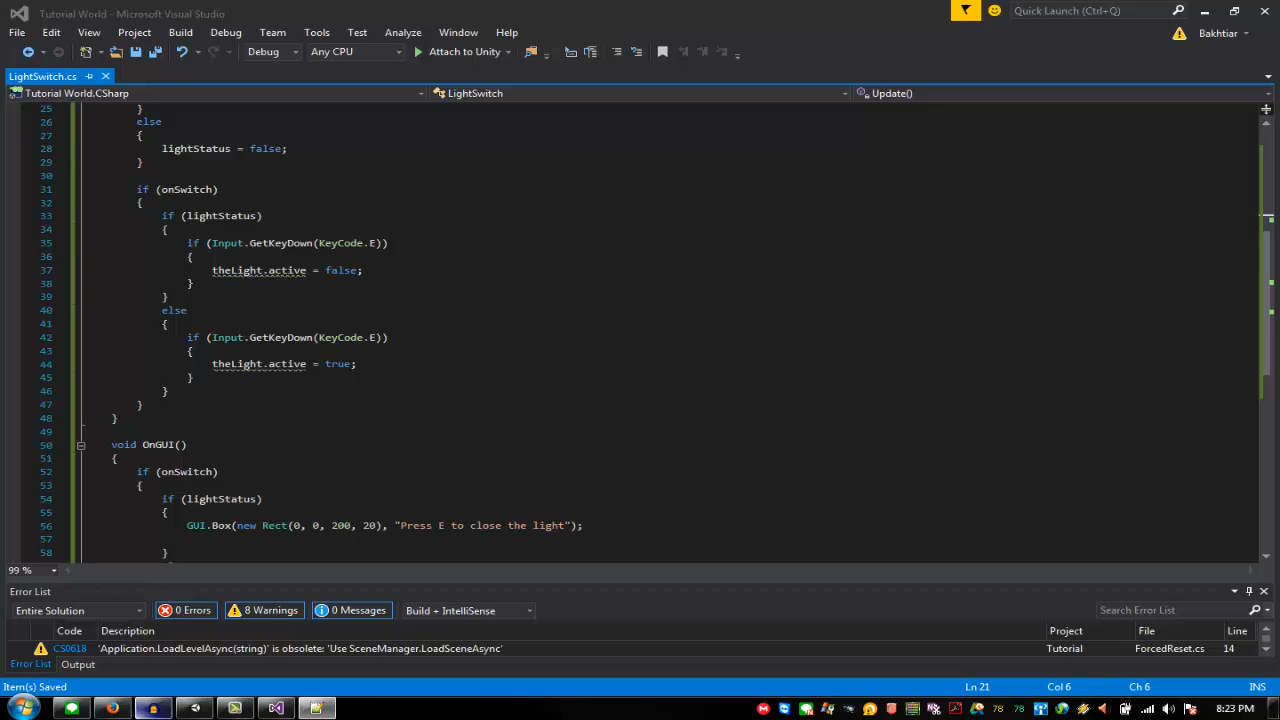 Tutorial World - Microsoft Visual Studio
Quick Launch (Ctrl+Q)
File Edit View Project Build Debug Team Tools Test Analyze Window Help
Bakhtiar
Debug Any CPU Attach to Unity
LightSwitch.cs
Tutorial World.CSharp LightSwitch Update()
25 }
26 else
27 {
28 lightStatus = false;
29 }
30
31 if (onSwitch)
32 {
33 if (lightStatus)
34 {
35 if (Input.GetKeyDown(KeyCode.E))
36 {
37 theLight.active = false;
38 }
39 }
40 else
41 {
42 if (Input.GetKeyDown(KeyCode.E))
43 {
44 theLight.active = true;
45 }
46 }
47 }
48 }
49
50 void OnGUI()
51 {
52 if (onSwitch)
53 {
54 if (lightStatus)
55 {
56 GUI.Box(new Rect(0, 0, 200, 20), "Press E to close the light");
57
58 }
99 %
Error List
Entire Solution 0 Errors 8 Warnings 0 Messages Build + IntelliSense Search Error List
Code Description Project File Line
CS0618 'Application.LoadLevelAsync(string)' is obsolete: 'Use SceneManager.LoadSceneAsync' Tutorial ForcedReset.cs 14
Error List Output
Item(s) Saved Ln 21 Col 6 Ch 6 INS
78 78 8:23 PM